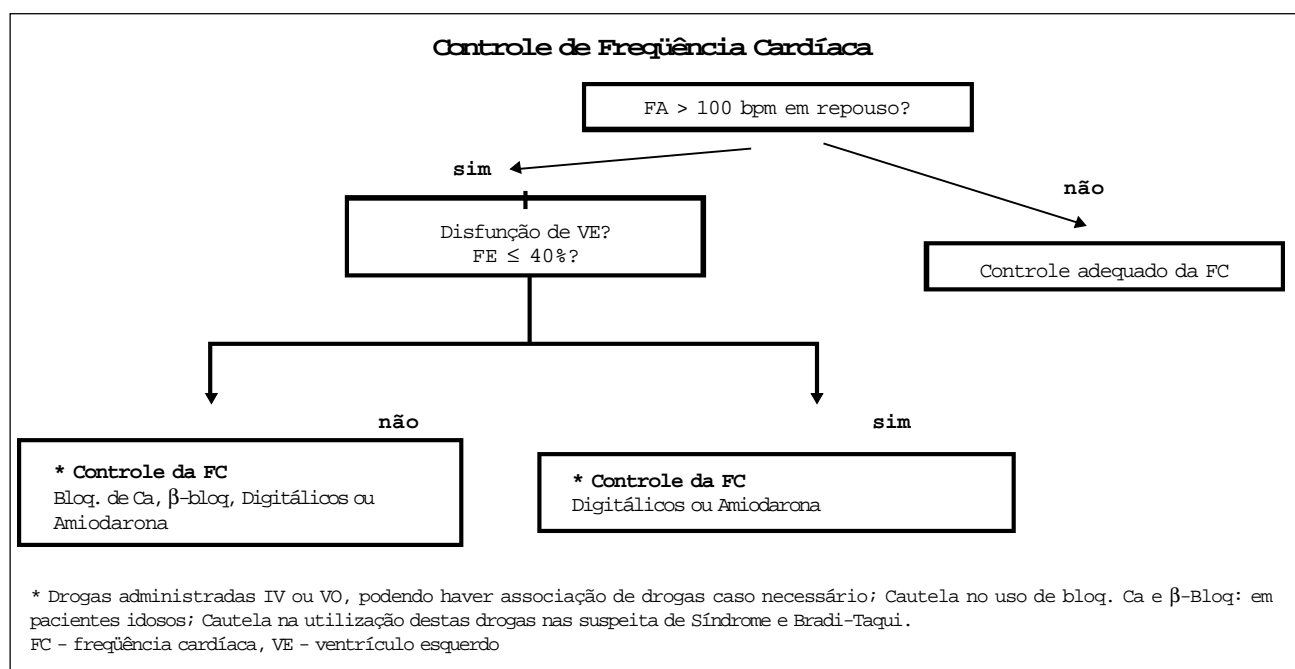 Controle de Freqüência Cardíaca
FA > 100 bpm em repouso?
sim
não
Disfunção de VE?
FE ≤ 40%?
Controle adequado da FC
não
sim
* Controle da FC
Bloq. de Ca, β-bloq, Digitálicos ou
Amiodarona
* Controle da FC
Digitálicos ou Amiodarona
* Drogas administradas IV ou VO, podendo haver associação de drogas caso necessário; Cautela no uso de bloq. Ca e β-Bloq: em
pacientes idosos; Cautela na utilização destas drogas nas suspeita de Síndrome e Bradi-Taqui.
FC - freqüência cardíaca, VE - ventrículo esquerdo